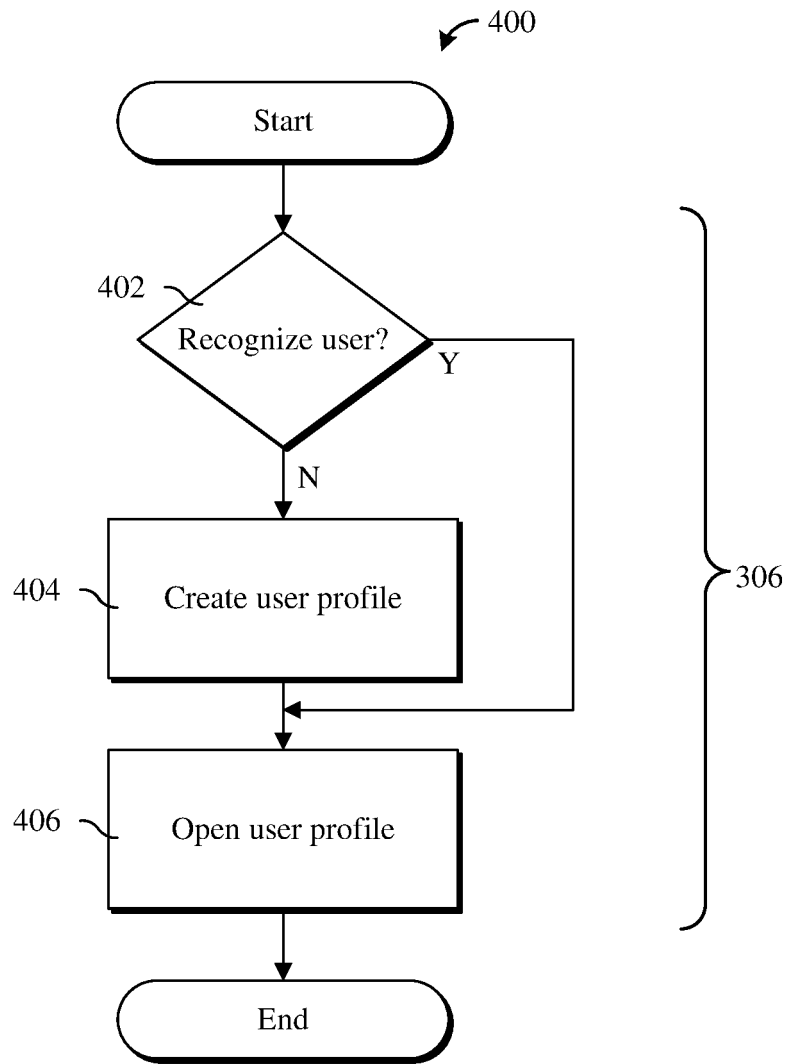 400
Start
402
Recognize user?
Y
N
404
Create user profile
306
406
Open user profile
End